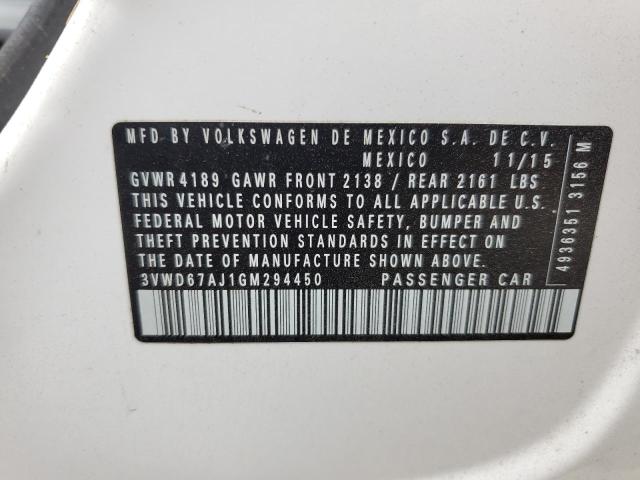 MFD BY VOLKSWAGEN DE MEXICO S.A. DE C.V.
MEXICO 11/15
GVWR 4189 GAWR FRONT 2138 / REAR 2161 LBS
THIS VEHICLE CONFORMS TO ALL APPLICABLE U.S.
FEDERAL MOTOR VEHICLE SAFETY, BUMPER AND
THEFT PREVENTION STANDARDS IN EFFECT ON
THE DATE OF MANUFACTURE SHOWN ABOVE.
3VWD67AJ1GM294450 PASSENGER CAR
4936351 3156 M